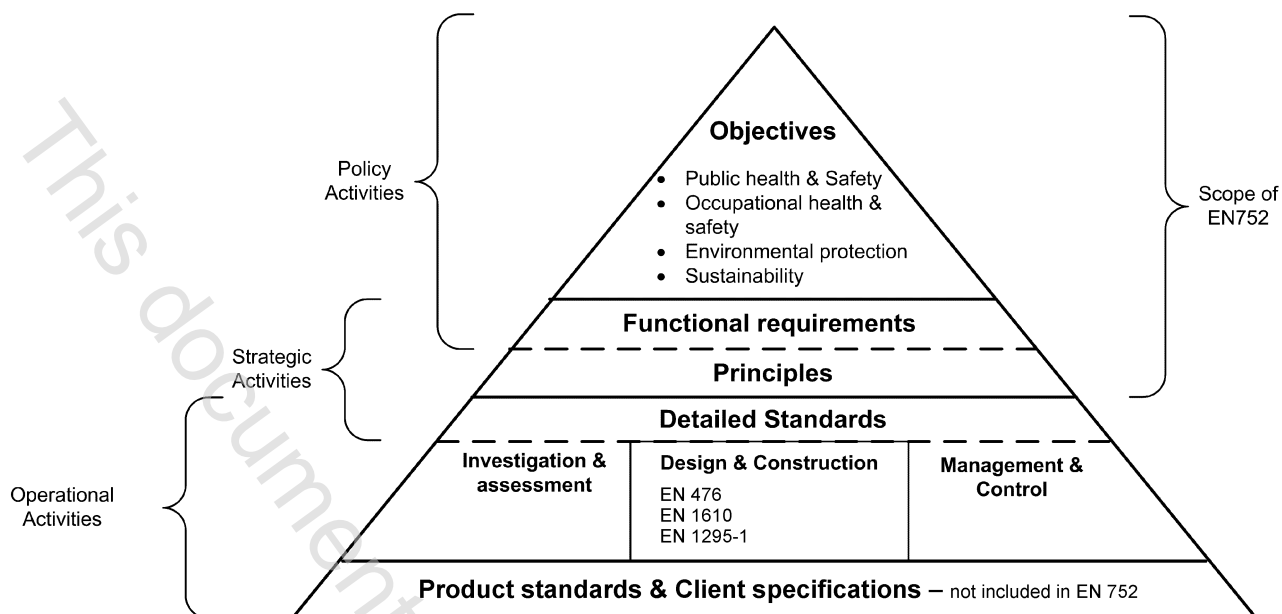 Objectives
• Public health & Safety
• Occupational health &
safety
• Environmental protection
• Sustainability
Policy
Activities
Scope of
EN752
Functional requirements
Strategic
Activities
Principles
Detailed Standards
Investigation &
assessment
Design & Construction
EN 476
EN 1610
EN 1295-1
Management &
Control
Operational
Activities
Product standards & Client specifications – not included in EN 752
This document